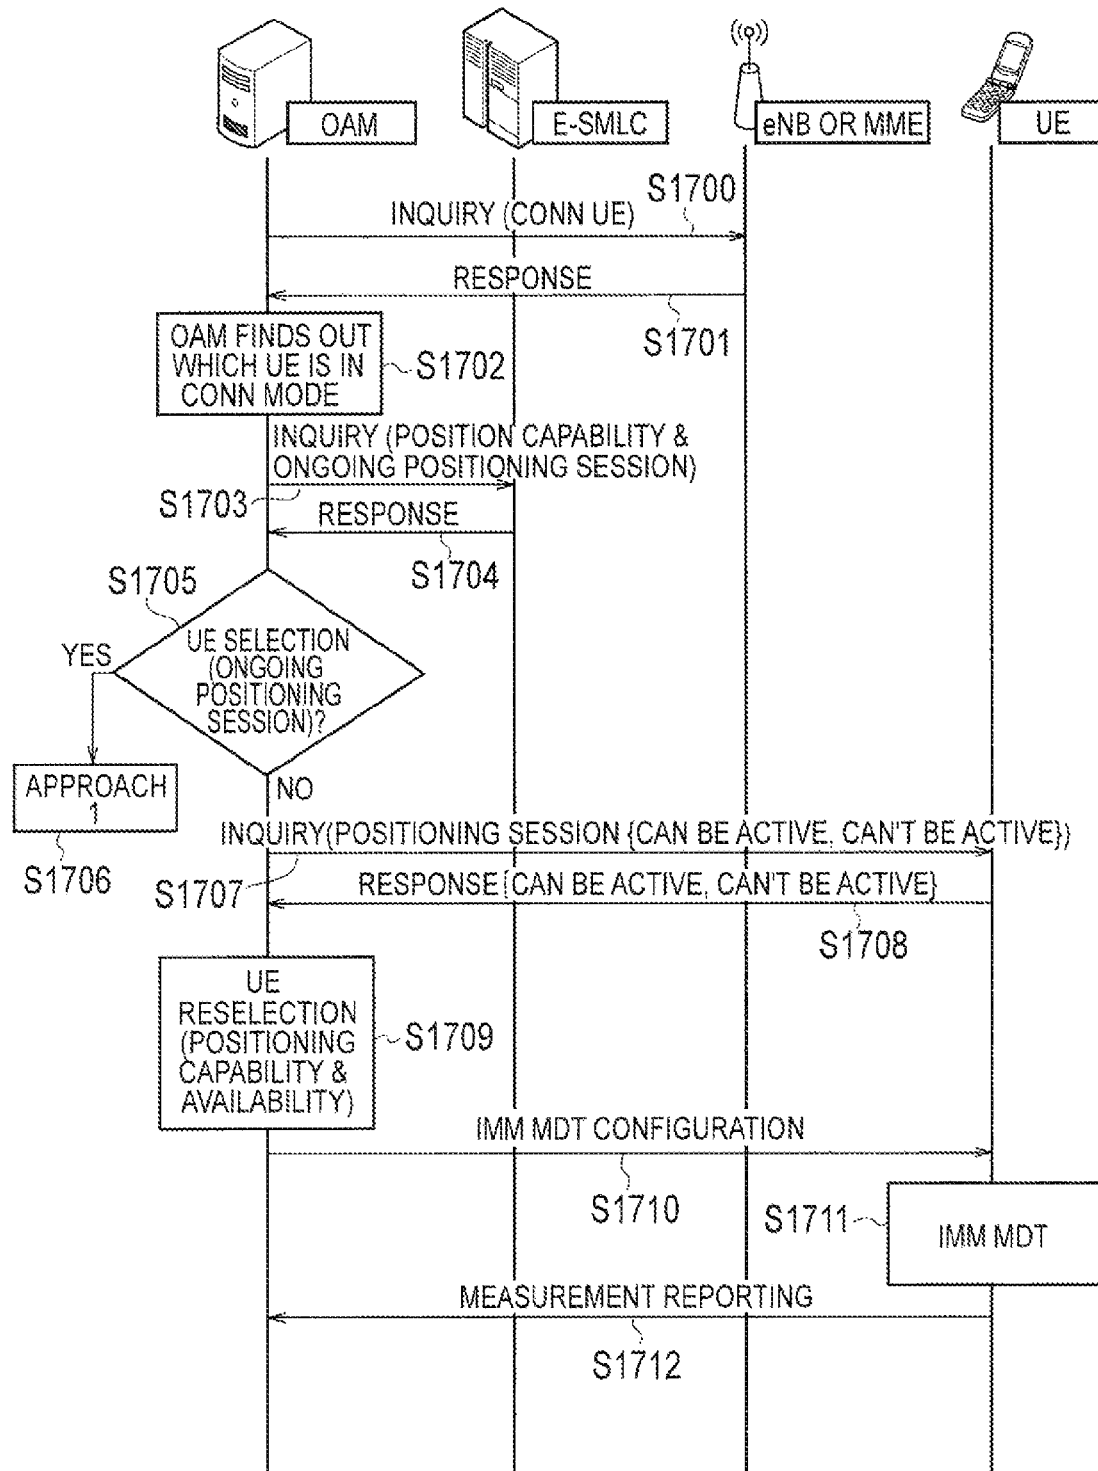 OAM
E-SMLC
eNB OR MME
UE
S1700
INQUIRY (CONN UE)
RESPONSE
S1701
OAM FINDS OUT
WHICH UE IS IN
CONN MODE
S1702
INQUIRY (POSITION CAPABILITY &
ONGOING POSITIONING SESSION)
S1703
RESPONSE
S1704
S1705
UE SELECTION
(ONGOING
POSITIONING
SESSION)?
YES
APPROACH
1
S1706
NO
INQUIRY(POSITIONING SESSION {CAN BE ACTIVE, CAN'T BE ACTIVE})
S1707
RESPONSE{CAN BE ACTIVE, CAN'T BE ACTIVE}
S1708
UE
RESELECTION
(POSITIONING
CAPABILITY &
AVAILABILITY)
S1709
IMM MDT CONFIGURATION
S1710
S1711
IMM MDT
MEASUREMENT REPORTING
S1712